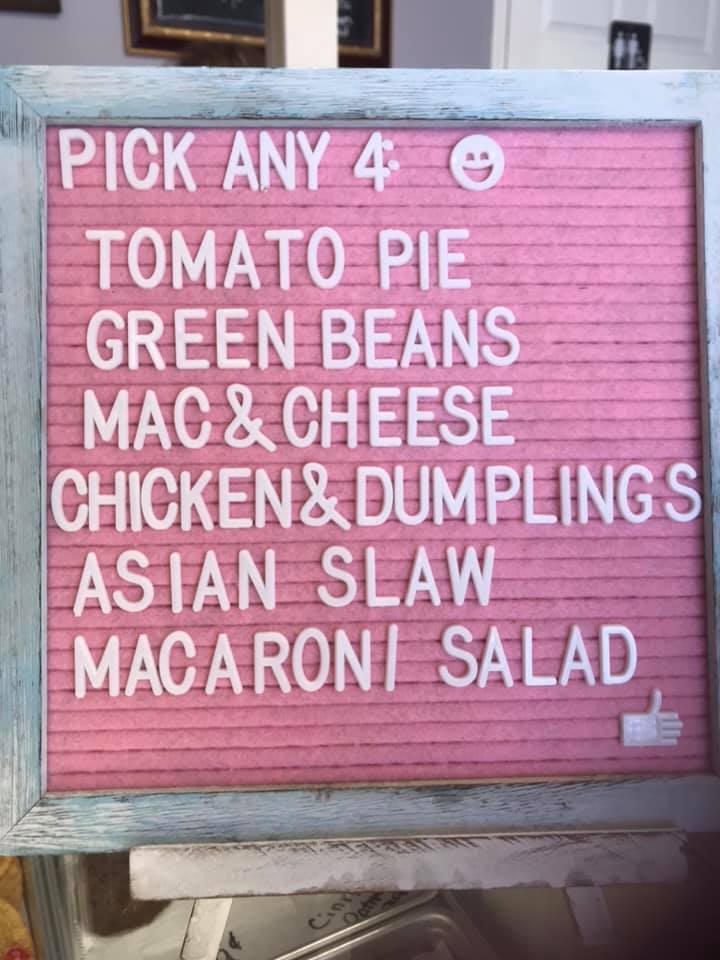 PICK ANY 4:
TOMATO PIE
GREEN BEANS
MAC & CHEESE
CHICKEN & DUMPLINGS
ASIAN SLAW
MACARONI SALAD